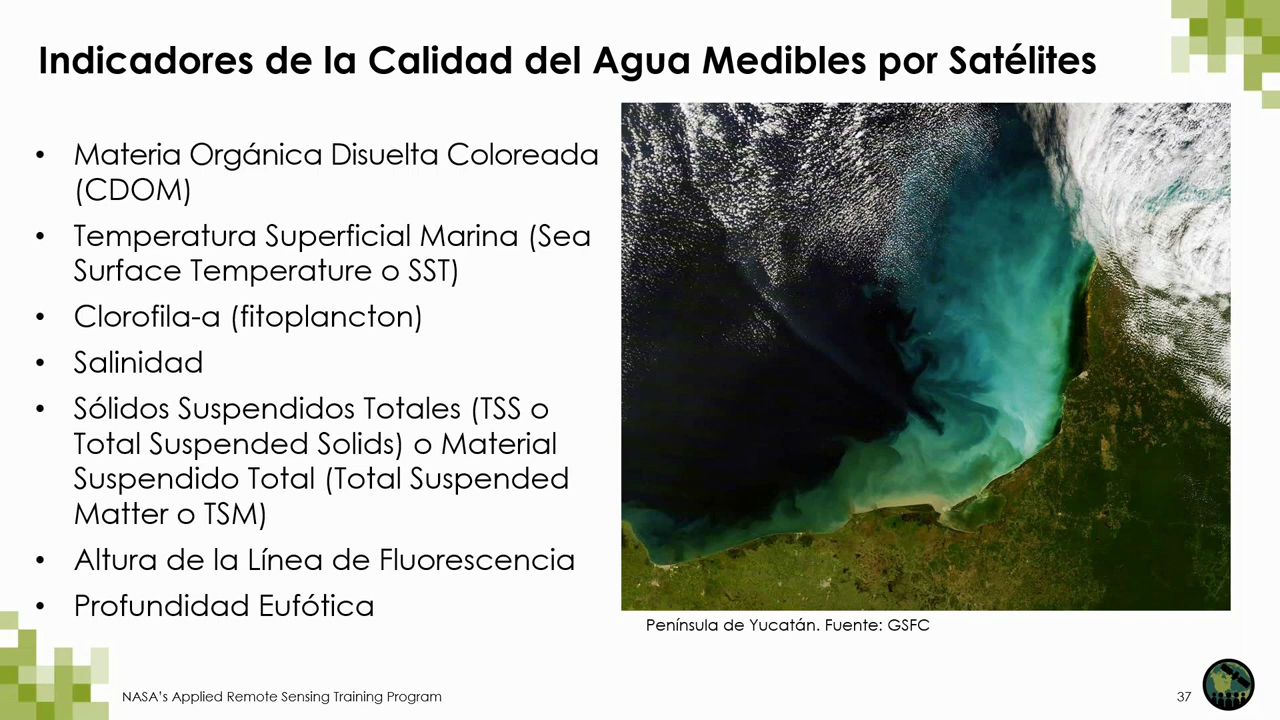 Indicadores de la Calidad del Agua Medibles por Satélites
• Materia Orgánica Disuelta Coloreada
(CDOM)
• Temperatura Superficial Marina (Sea
Surface Temperature o SST)
• Clorofila-a (fitoplancton)
• Salinidad
• Sólidos Suspendidos Totales (TSS o
Total Suspended Solids) o Material
Suspendido Total (Total Suspended
Matter o TSM)
• Altura de la Línea de Fluorescencia
• Profundidad Eufótica
Península de Yucatán. Fuente: GSFC
NASA's Applied Remote Sensing Training Program
37